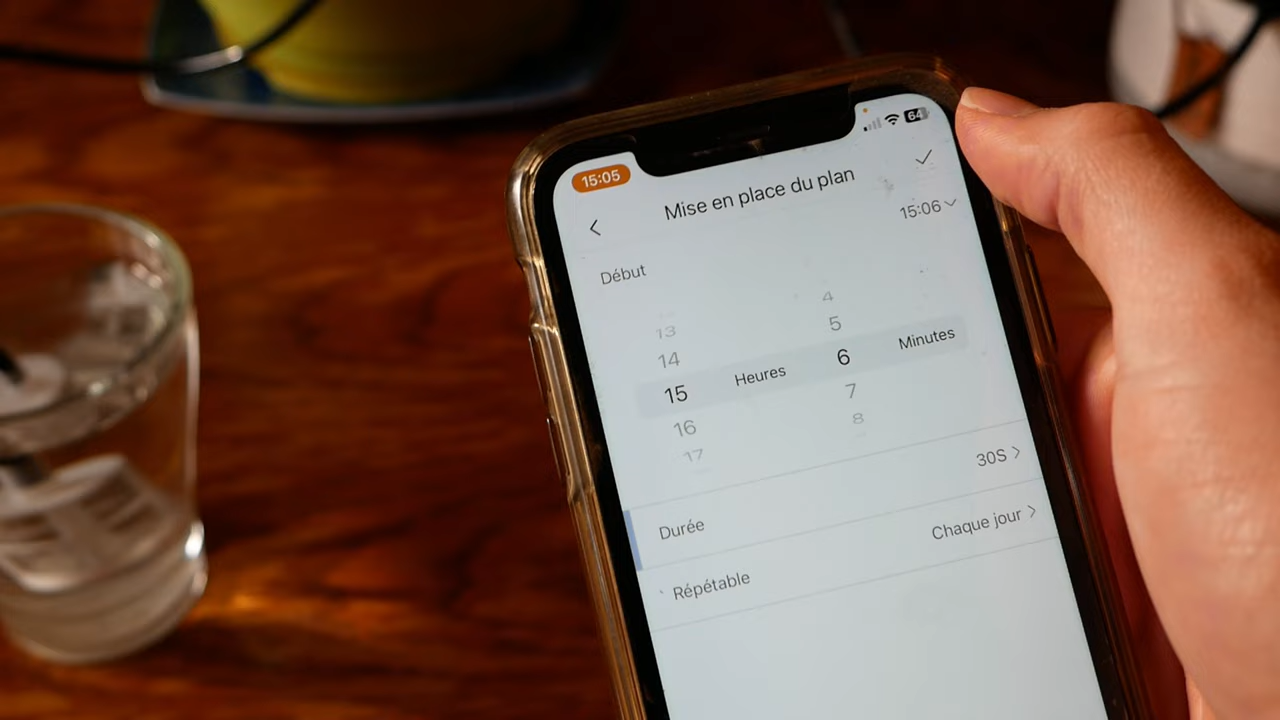 15:05
64
Mise en place du plan
15:06
Début
13
4
14
5
15 Heures 6 Minutes
16
7
17
8
30S
Durée
Chaque jour
Répétable